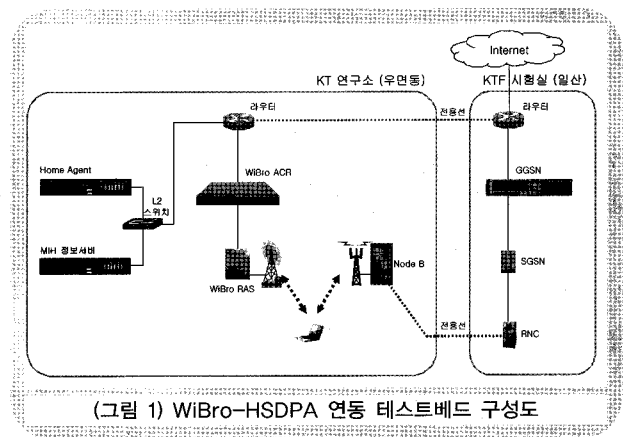 Internet
KT 연구소 (우면동)
KTF 시험실 (일산)
라우터
전용선
라우터
Home Agent
WiBro ACR
GGSN
L2
스위치
MIH 정보서버
WiBro RAS
Node B
SGSN
전용선
RNC
(그림 1) WiBro-HSDPA 연동 테스트베드 구성도